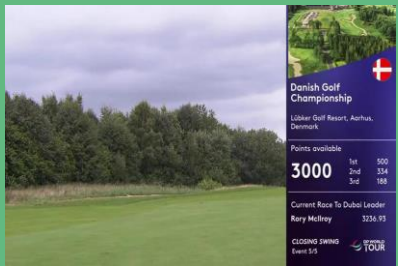 Danish Golf
Championship
Lübker Golf Resort, Aarhus,
Denmark
Points available
3000
1st 500
2nd 334
3rd 188
Current Race To Dubai Leader
Rory McIlroy 3236.93
CLOSING SWING
Event 5/5
DP WORLD
TOUR